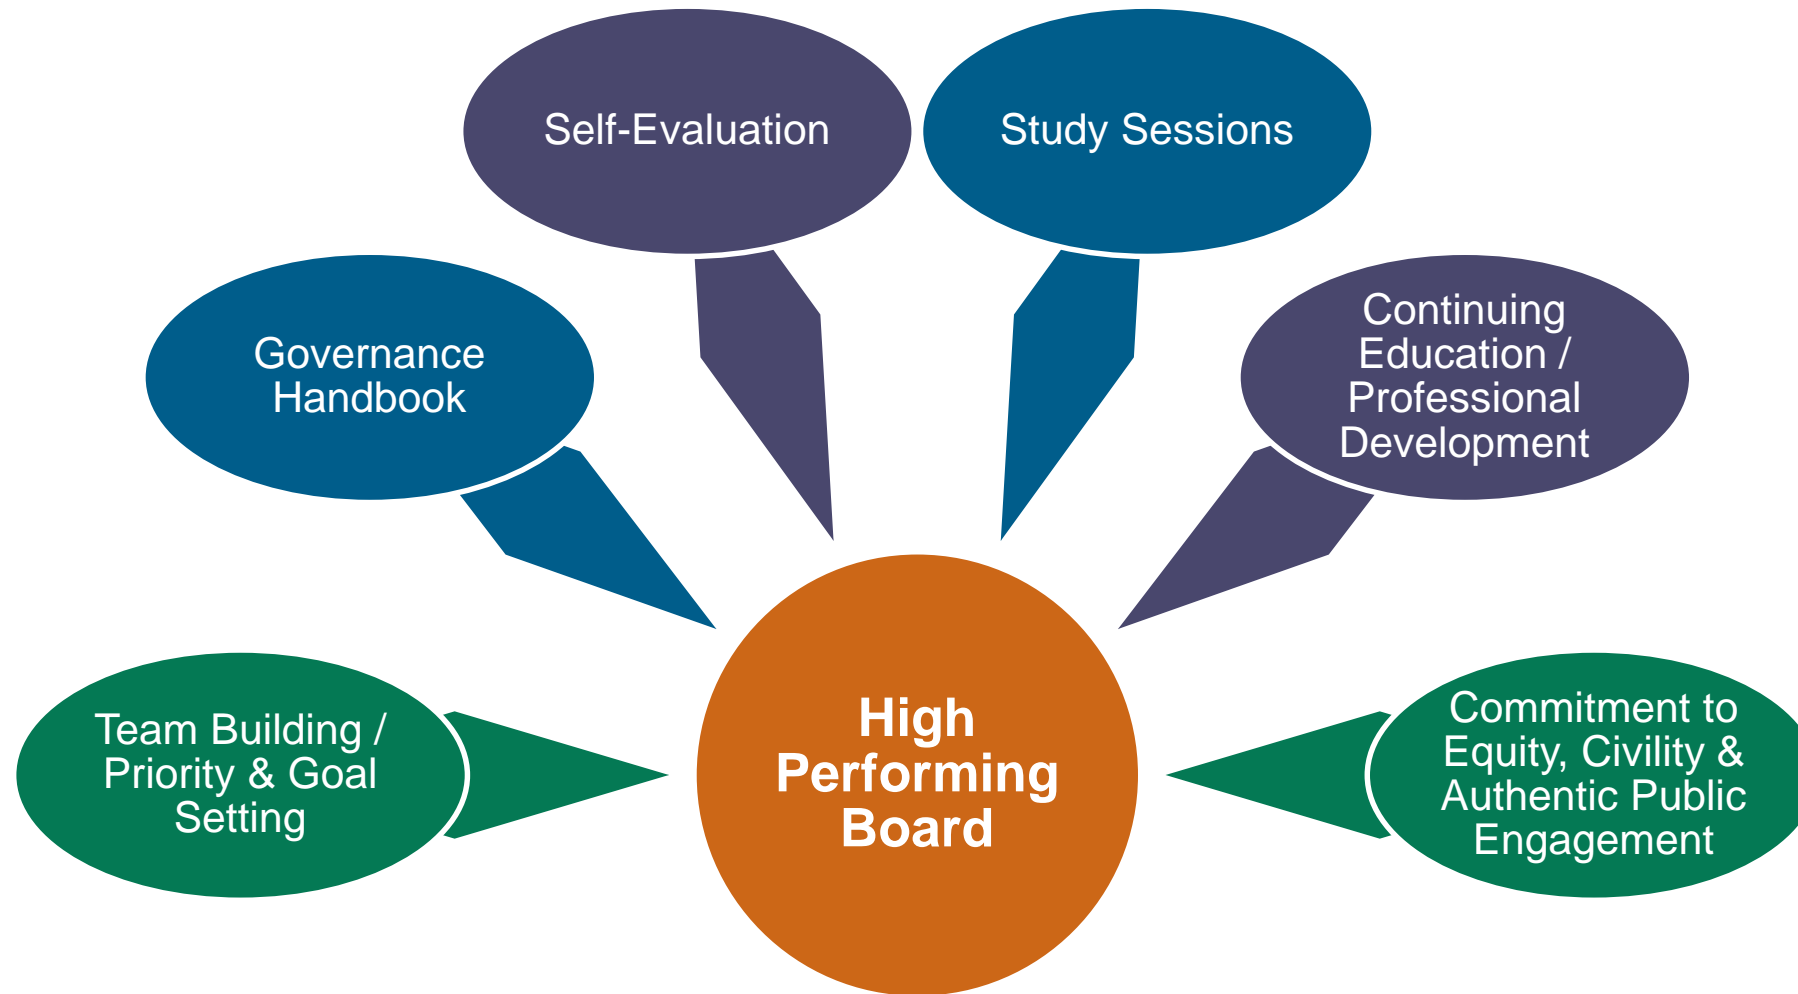 Self-Evaluation
Study Sessions
Governance
Handbook
Continuing
Education /
Professional
Development
Team Building /
Priority & Goal
Setting
High
Performing
Board
Commitment to
Equity, Civility &
Authentic Public
Engagement